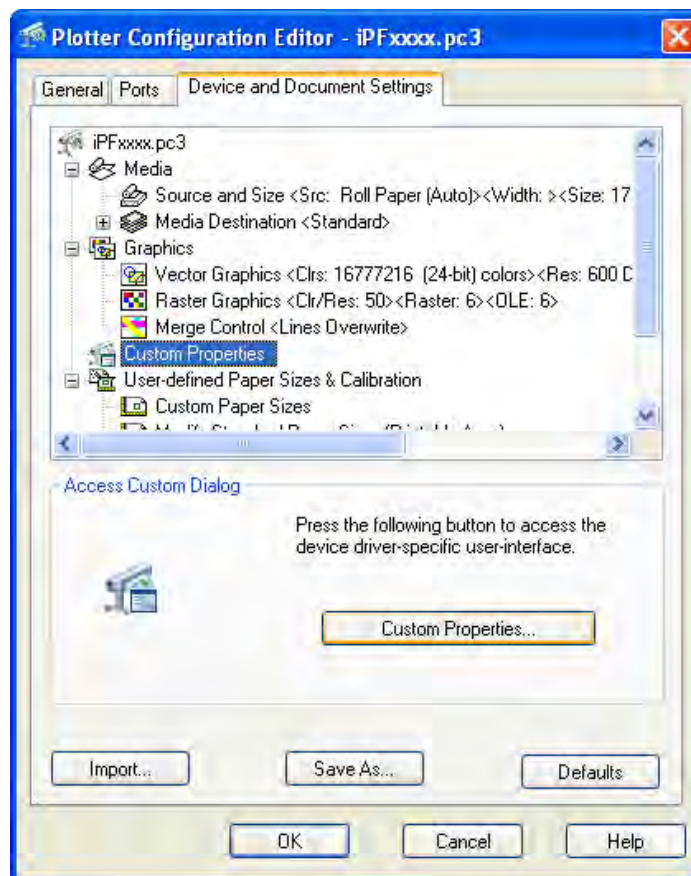 Plotter Configuration Editor - iPFxxxx.pc3
General Ports Device and Document Settings
iPFxxxx.pc3
Media
Source and Size <Src: Roll Paper (Auto)><Width: ><Size: 17
Media Destination <Standard>
Graphics
Vector Graphics <Clrs: 16777216 (24-bit) colors><Res: 600 D
Raster Graphics <Clr/Res: 50><Raster: 6><OLE: 6>
Merge Control <Lines Overwrite>
Custom Properties
User-defined Paper Sizes & Calibration
Custom Paper Sizes
Access Custom Dialog
Press the following button to access the
device driver-specific user-interface.
Custom Properties...
Import... Save As... Defaults
OK Cancel Help